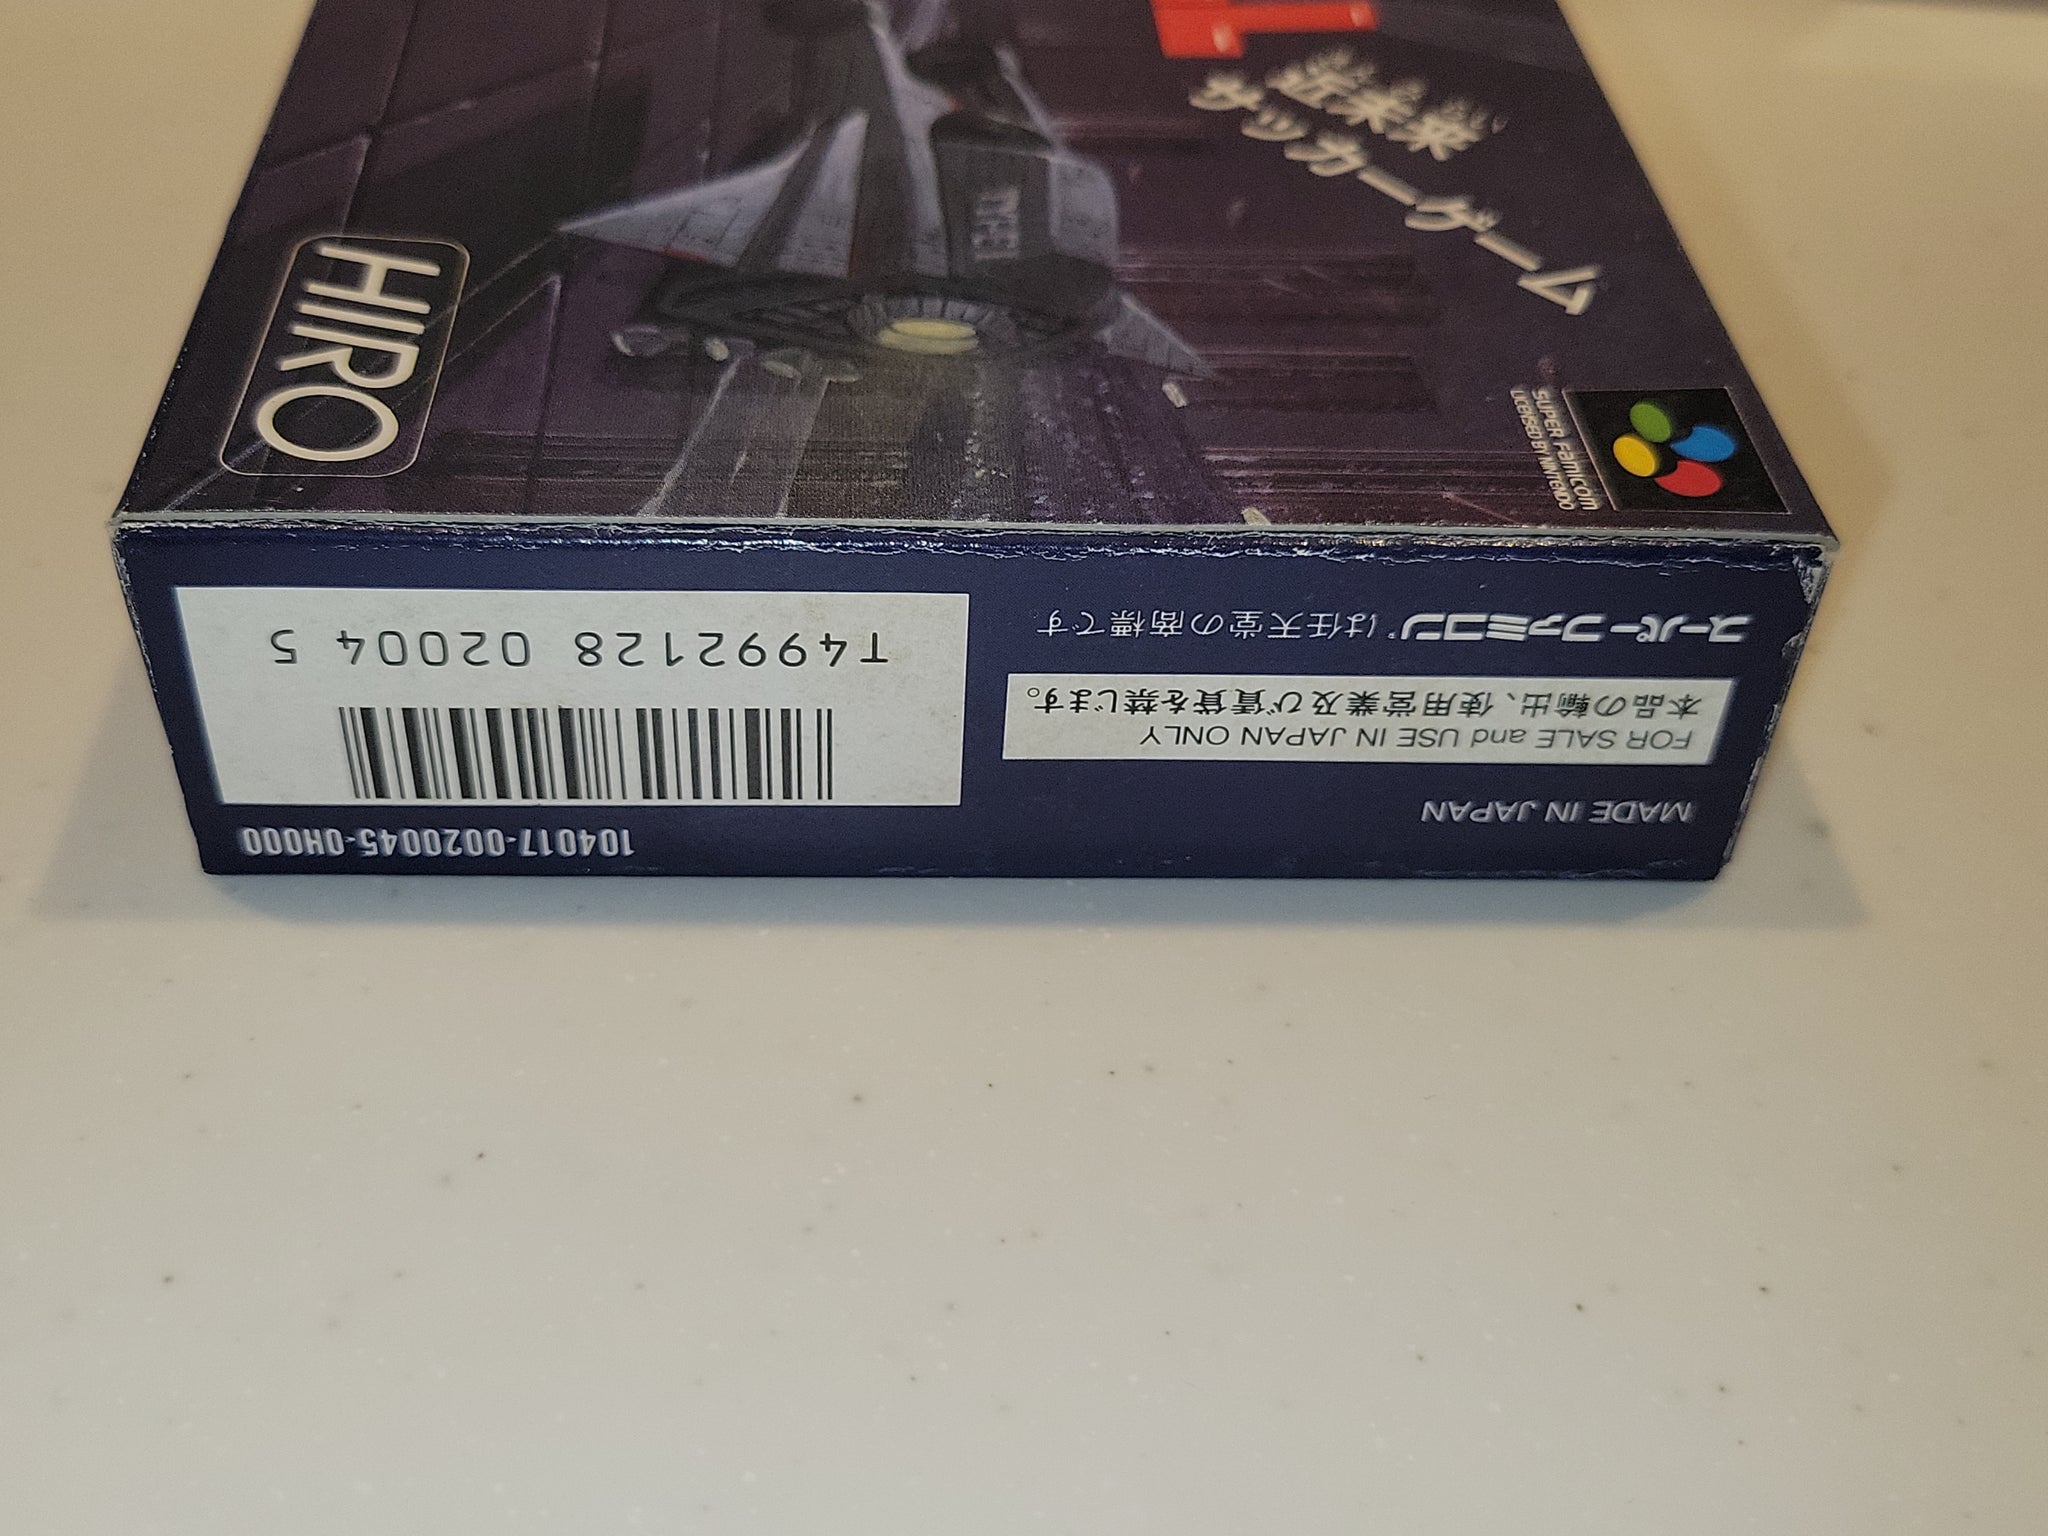 近未来
サッカーゲーム
TYPE1
HIRO
SUPER FAMICOM
LICENSED BY NINTENDO
スーパーファミコンは任天堂の商標です
本品の輸出、使用営業及び賃貸を禁じます。
FOR SALE and USE IN JAPAN ONLY
MADE IN JAPAN
T4992128 02004 5
104017-0020045-0H000